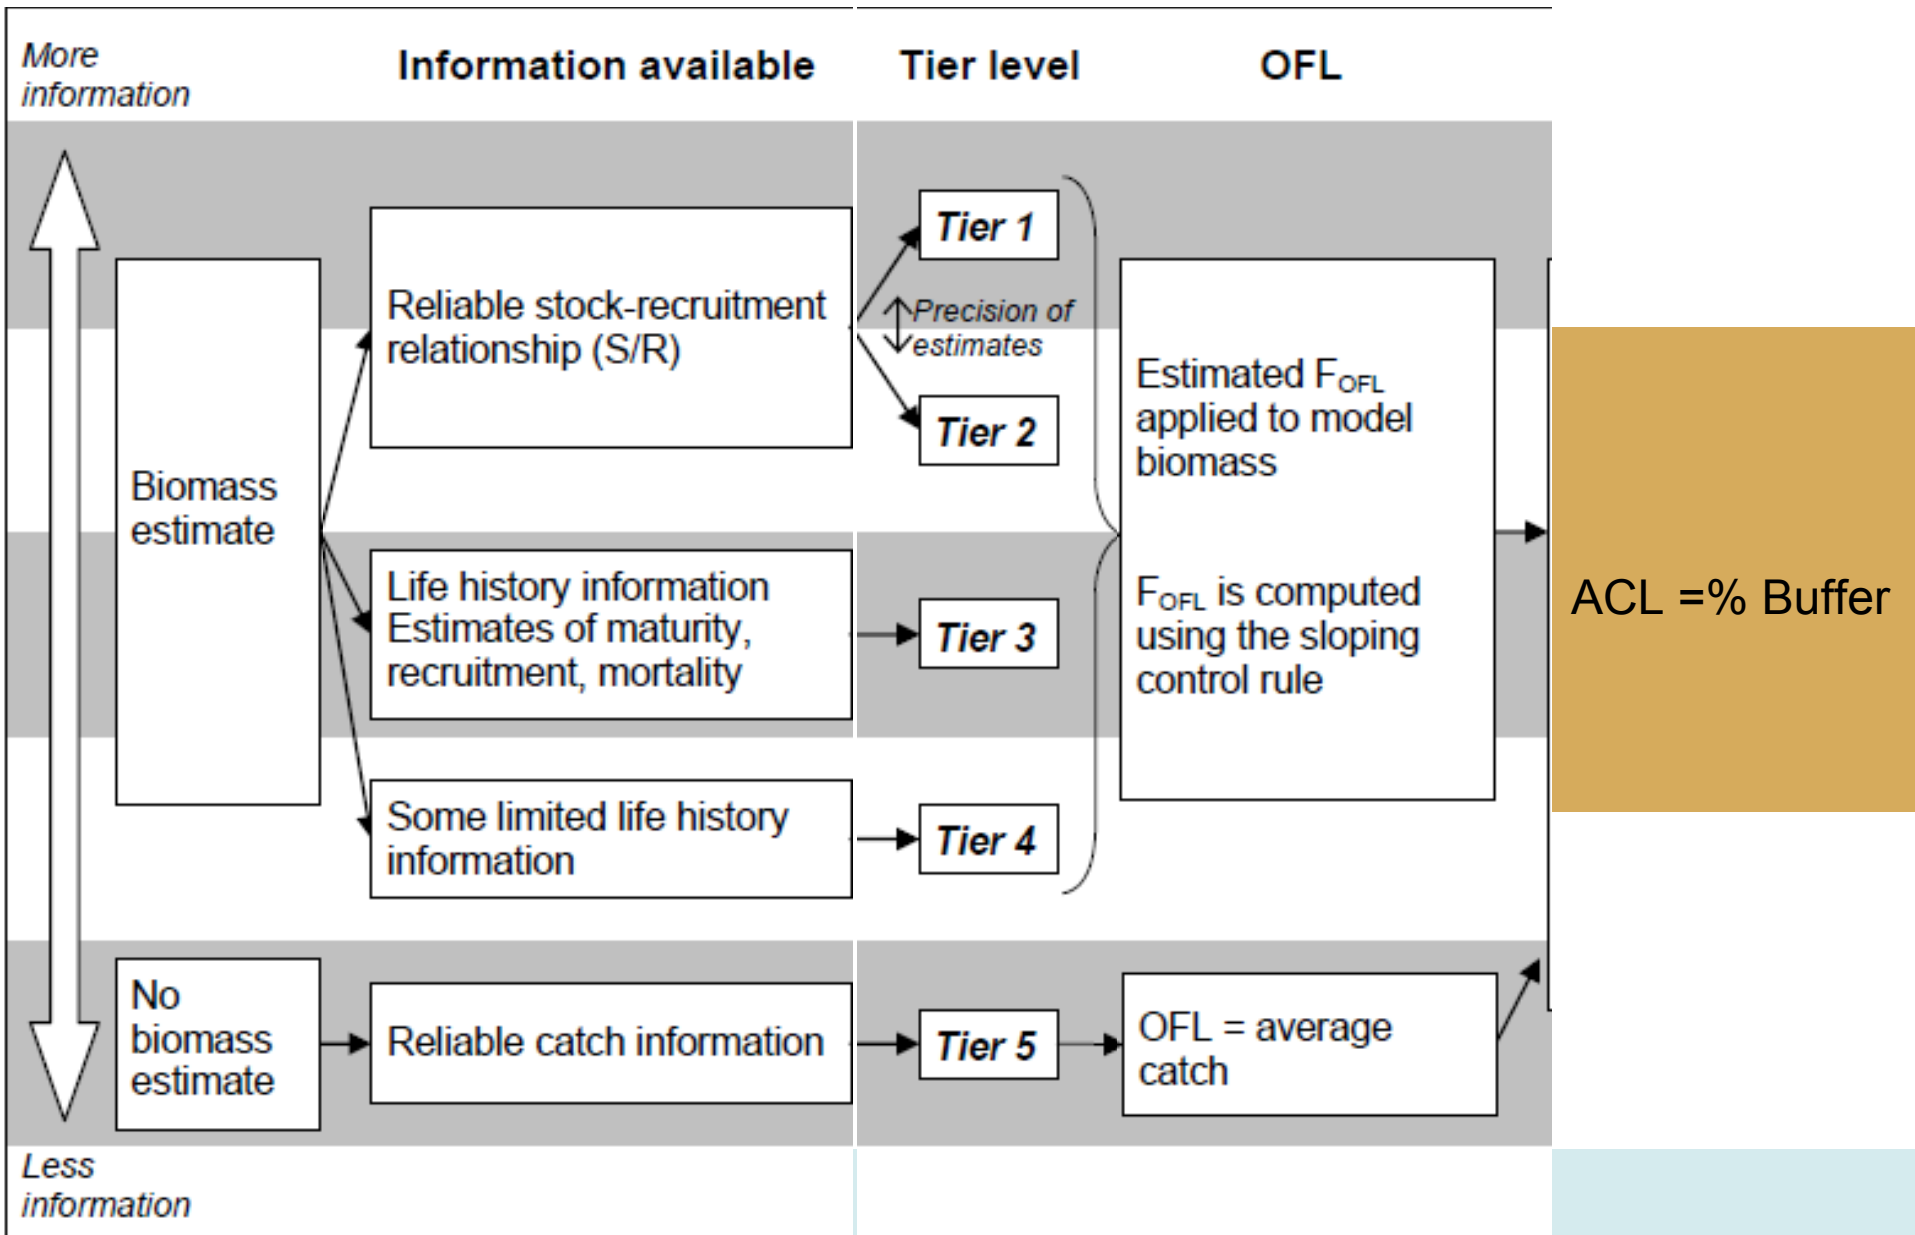 More
information
Information available
Tier level
OFL
Biomass
estimate
Reliable stock-recruitment
relationship (S/R)
Tier 1
Precision of
estimates
Tier 2
Life history information
Estimates of maturity,
recruitment, mortality
Tier 3
Some limited life history
information
Tier 4
Estimated FOFL
applied to model
biomass
FOFL is computed
using the sloping
control rule
ACL =% Buffer
No
biomass
estimate
Reliable catch information
Tier 5
OFL = average
catch
Less
information